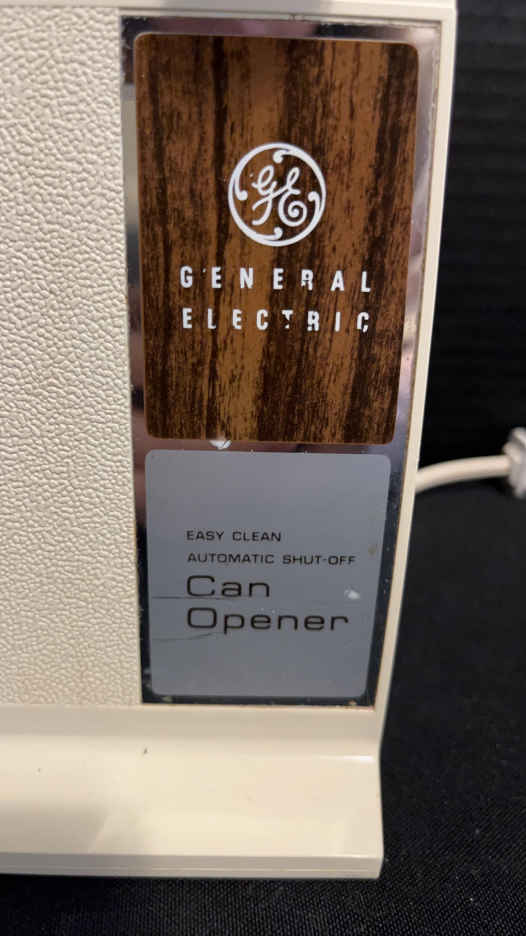 GE
GENERAL
ELECTRIC
EASY CLEAN
AUTOMATIC SHUT-OFF
Can
Opener